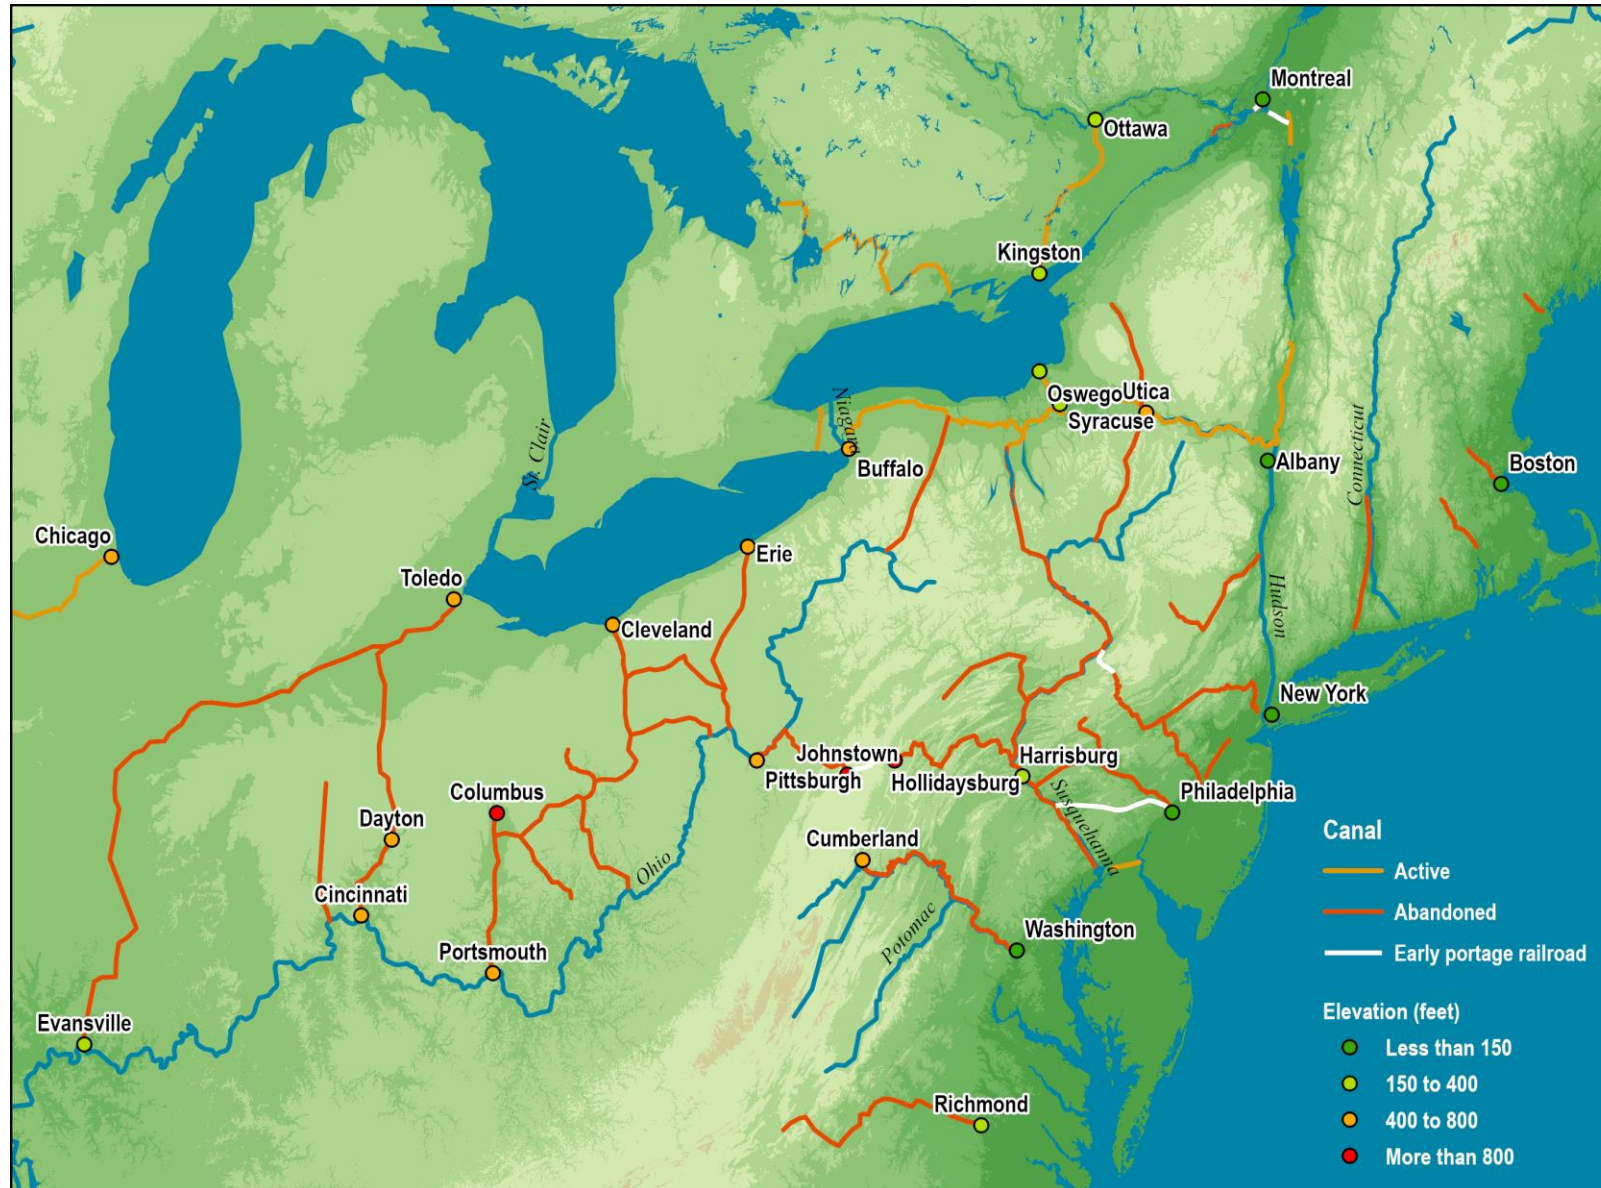 Montreal
Ottawa
Kingston
Oswego
Utica
Syracuse
Niagara
Buffalo
Albany
Connecticut
Boston
St. Clair
Chicago
Erie
Toledo
Cleveland
Hudson
New York
Johnstown
Pittsburgh
Hollidaysburg
Harrisburg
Susquehanna
Philadelphia
Columbus
Dayton
Cumberland
Ohio
Cincinnati
Potomac
Washington
Portsmouth
Evansville
Richmond
Canal
Active
Abandoned
Early portage railroad
Elevation (feet)
Less than 150
150 to 400
400 to 800
More than 800